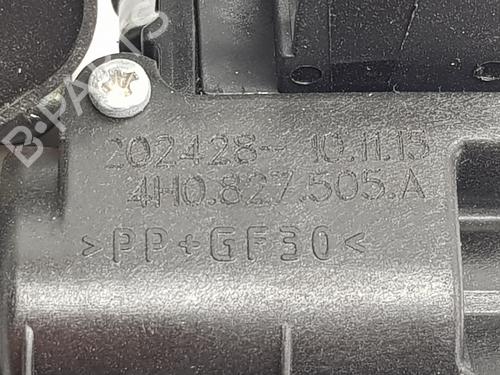 B-PARTS
202428-- 10.11.15
4H0.827.505.A
>PP+GF30<